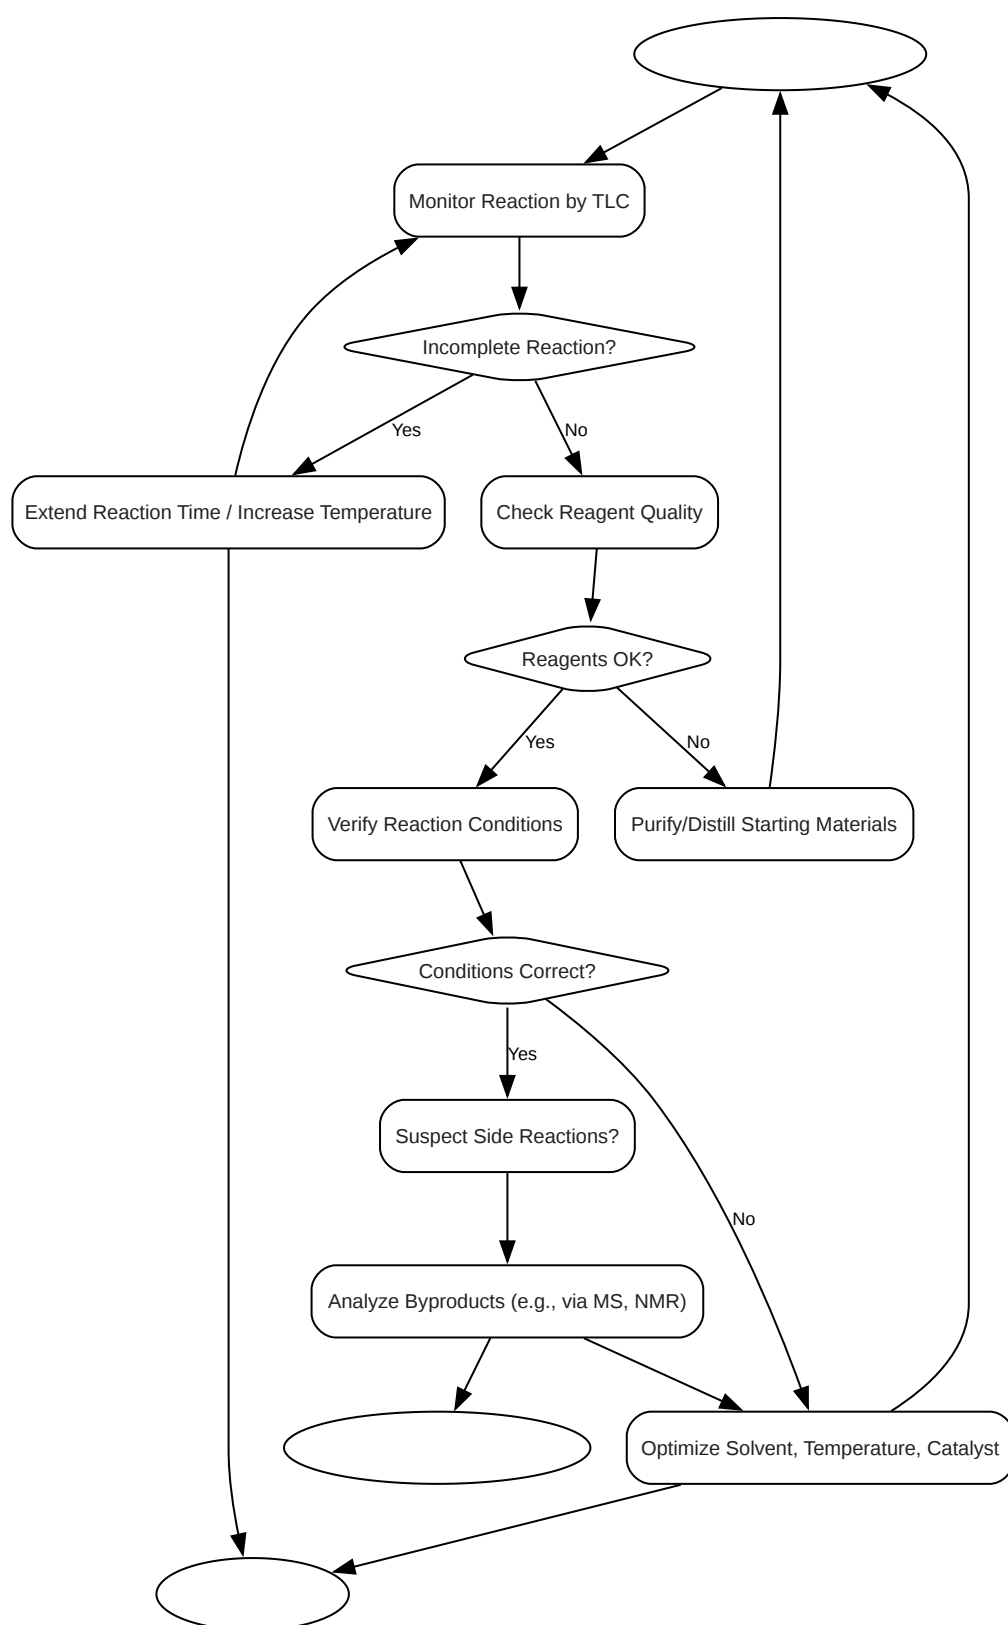 Monitor Reaction by TLC
Incomplete Reaction?
Yes
No
Extend Reaction Time / Increase Temperature
Check Reagent Quality
Reagents OK?
Yes
No
Verify Reaction Conditions
Purify/Distill Starting Materials
Conditions Correct?
Yes
Suspect Side Reactions?
No
Analyze Byproducts (e.g., via MS, NMR)
Optimize Solvent, Temperature, Catalyst